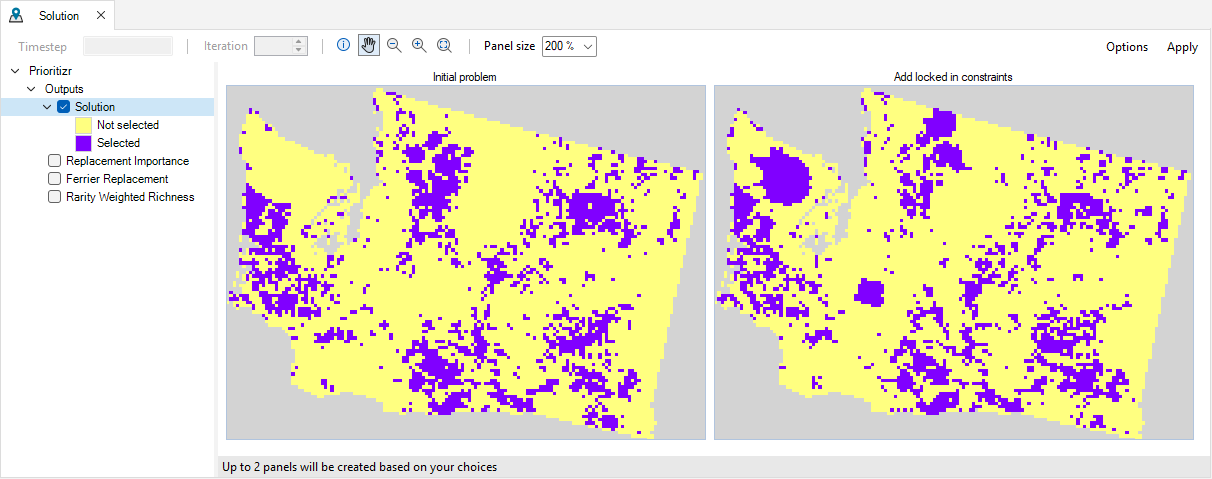 Solution
Timestep
Iteration
Panel size 200 %
Options
Apply
Prioritizr
Outputs
Solution
Not selected
Selected
Replacement Importance
Ferrier Replacement
Rarity Weighted Richness
Initial problem
Add locked in constraints
Up to 2 panels will be created based on your choices